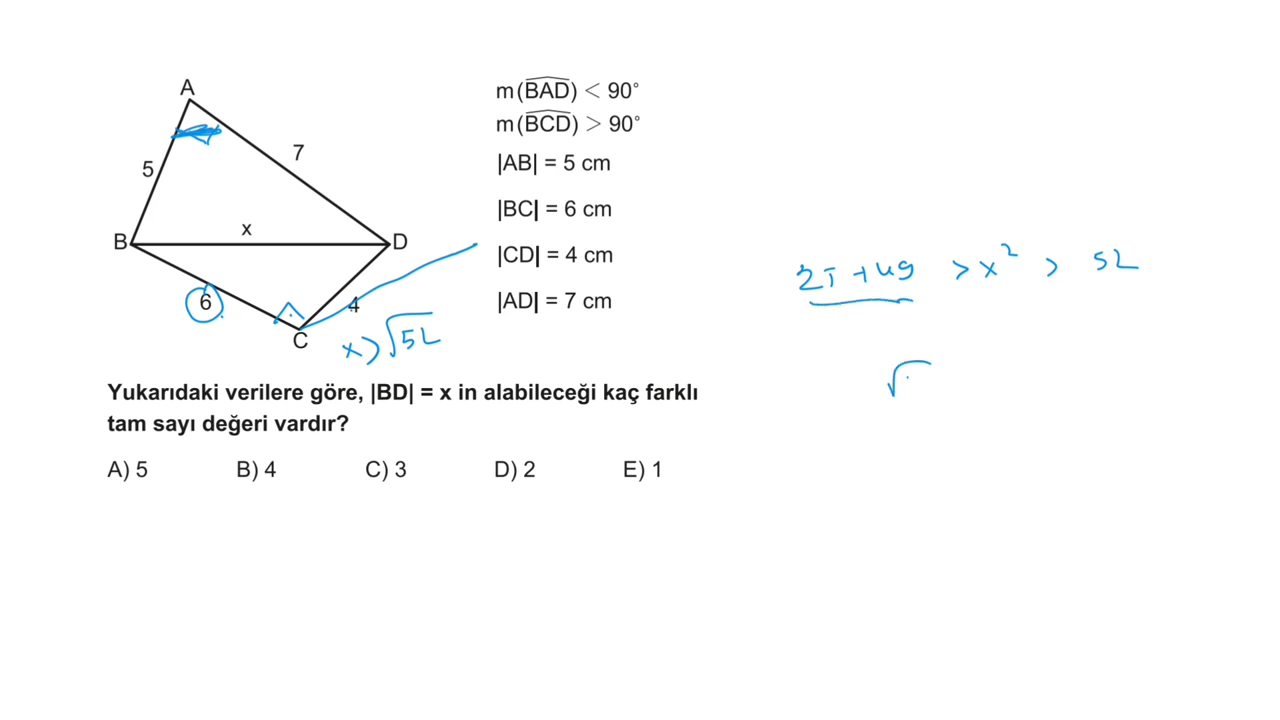 A
m(BAD) < 90°
m(BCD) > 90°
5
7
|AB| = 5 cm
B
x
D
|BC| = 6 cm
|CD| = 4 cm
6
4
|AD| = 7 cm
C
x > √52
25 + 49 > x² > 52
√
Yukarıdaki verilere göre, |BD| = x in alabileceği kaç farklı
tam sayı değeri vardır?
A) 5 B) 4 C) 3 D) 2 E) 1